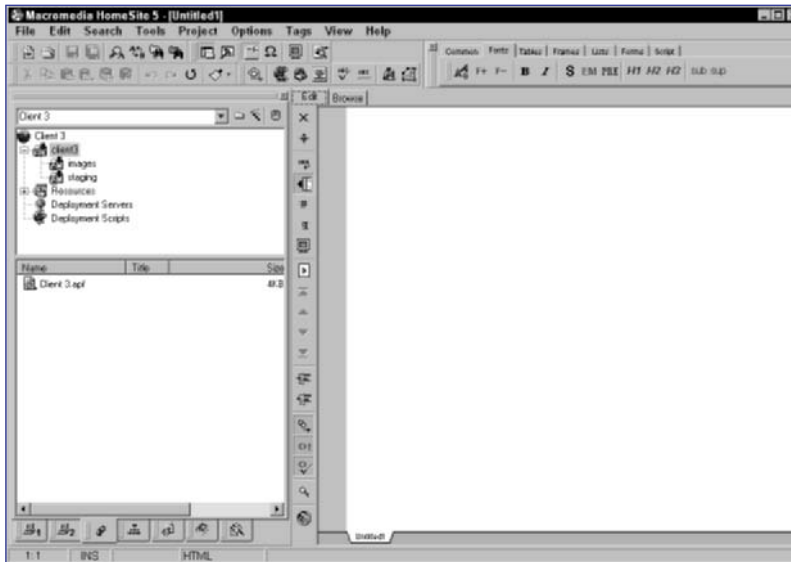 Macromedia HomeSite 5 - [Untitled1]
File Edit Search Tools Project Options Tags View Help
Common Fonts Tables Frames Lists Forms Script
F+ F- B I S EM PRE H1 H2 H3 sub sup
Edit Browse
Client 3
Client 3
client3
images
staging
Resources
Deployment Servers
Deployment Scripts
Name Title Size
Client 3.apf 4KB
Untitled1
1:1 INS HTML